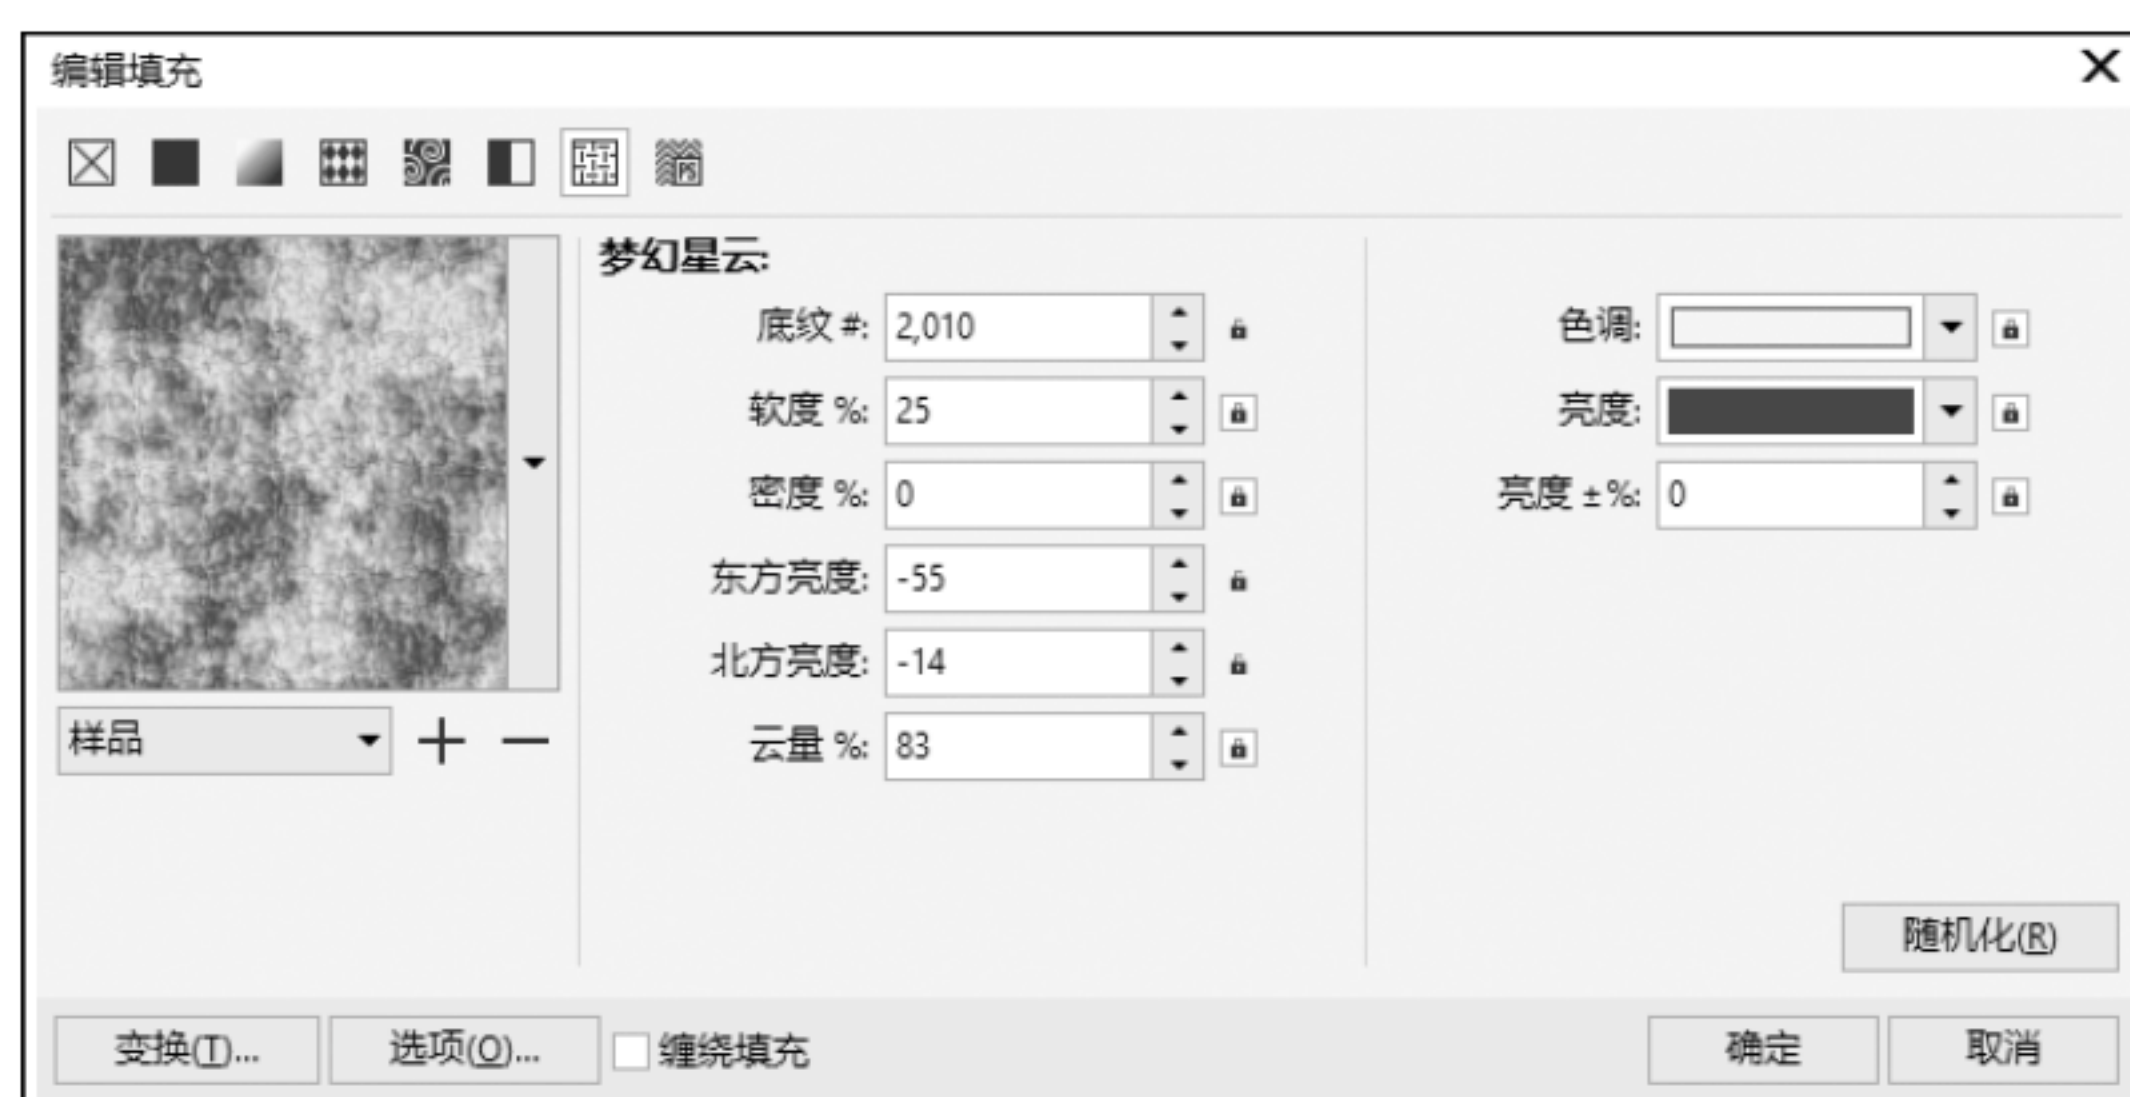 编辑填充
PS
梦幻星云:
底纹 #: 2,010
软度 %: 25
密度 %: 0
东方亮度: -55
北方亮度: -14
云量 %: 83
色调:
亮度:
亮度 ±%: 0
样品
随机化(R)
变换(T)... 选项(O)... 缠绕填充 确定 取消